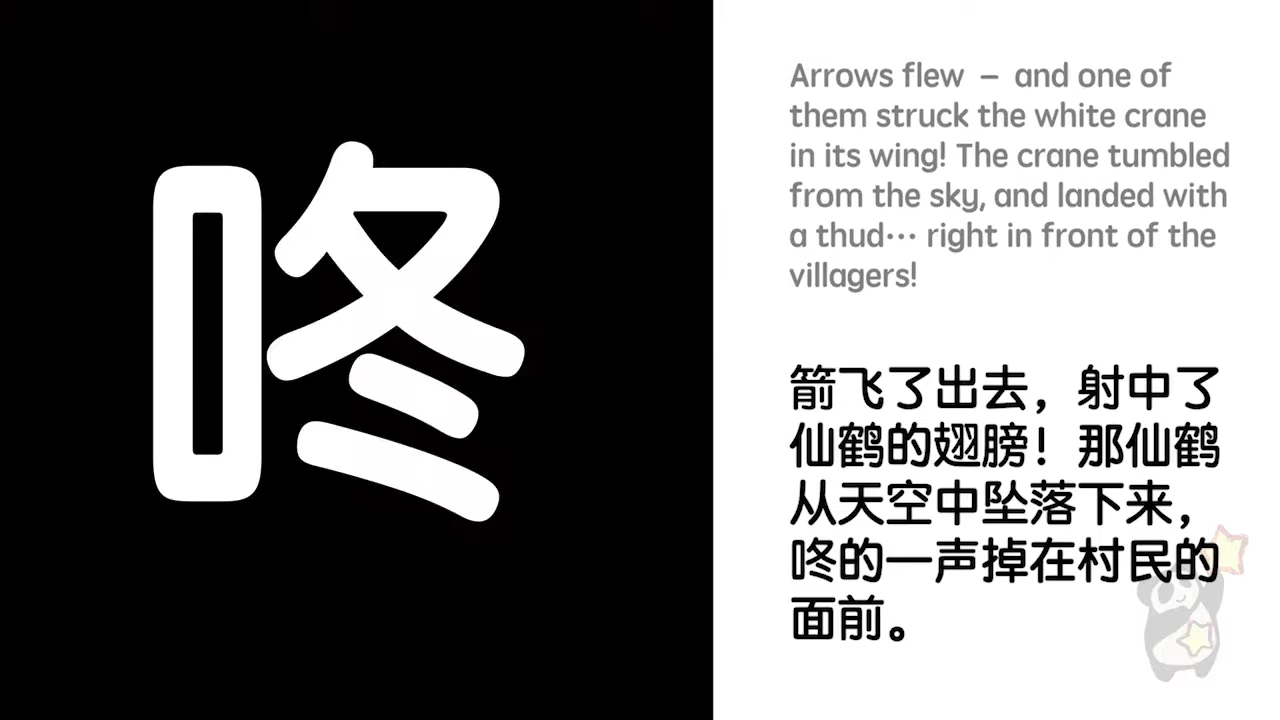 咚
Arrows flew – and one of
them struck the white crane
in its wing! The crane tumbled
from the sky, and landed with
a thud··· right in front of the
villagers!
箭飞了出去，射中了
仙鹤的翅膀！那仙鹤
从天空中坠落下来，
咚的一声掉在村民的
面前。